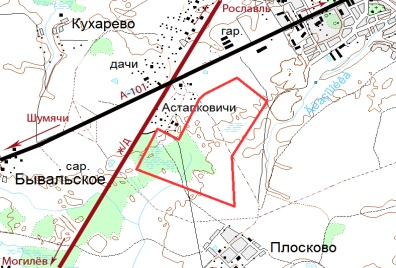 Рославль
Кухарево
гар.
дачи
А-101
Астапковичи
Шумячи
ж/д
сар.
Бывальское
Плосково
Могилёв